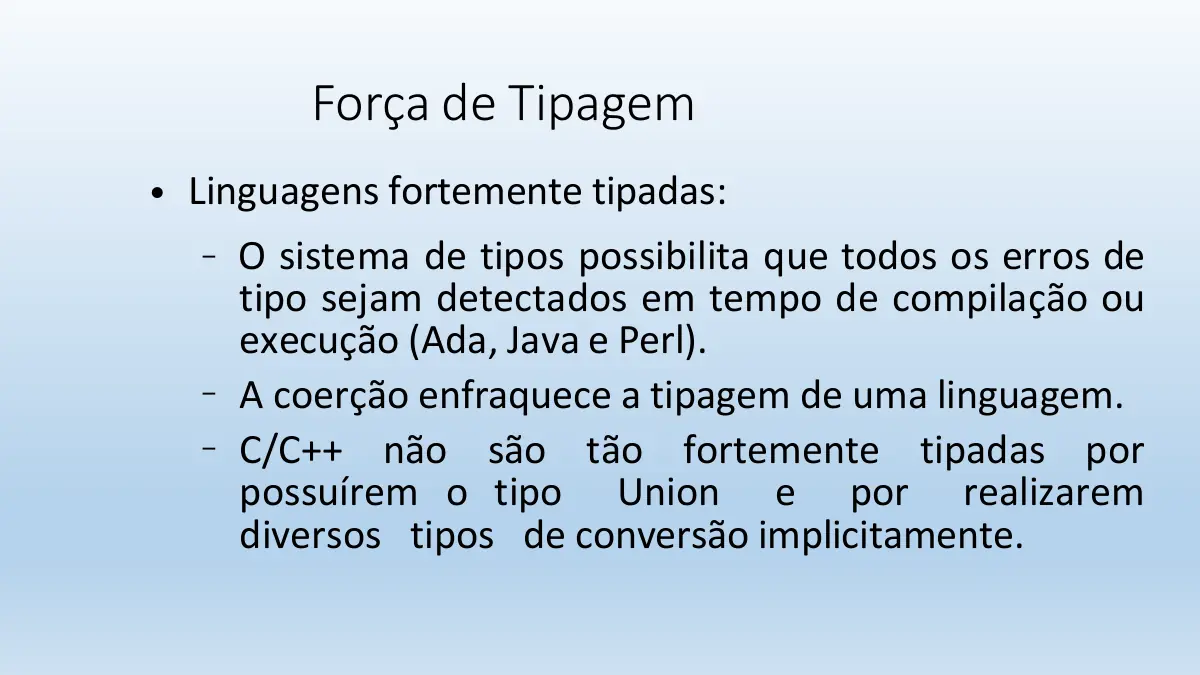 Força de Tipagem
• Linguagens fortemente tipadas:
– O sistema de tipos possibilita que todos os erros de
tipo sejam detectados em tempo de compilação ou
execução (Ada, Java e Perl).
– A coerção enfraquece a tipagem de uma linguagem.
– C/C++ não são tão fortemente tipadas por
possuírem o tipo Union e por realizarem
diversos tipos de conversão implicitamente.